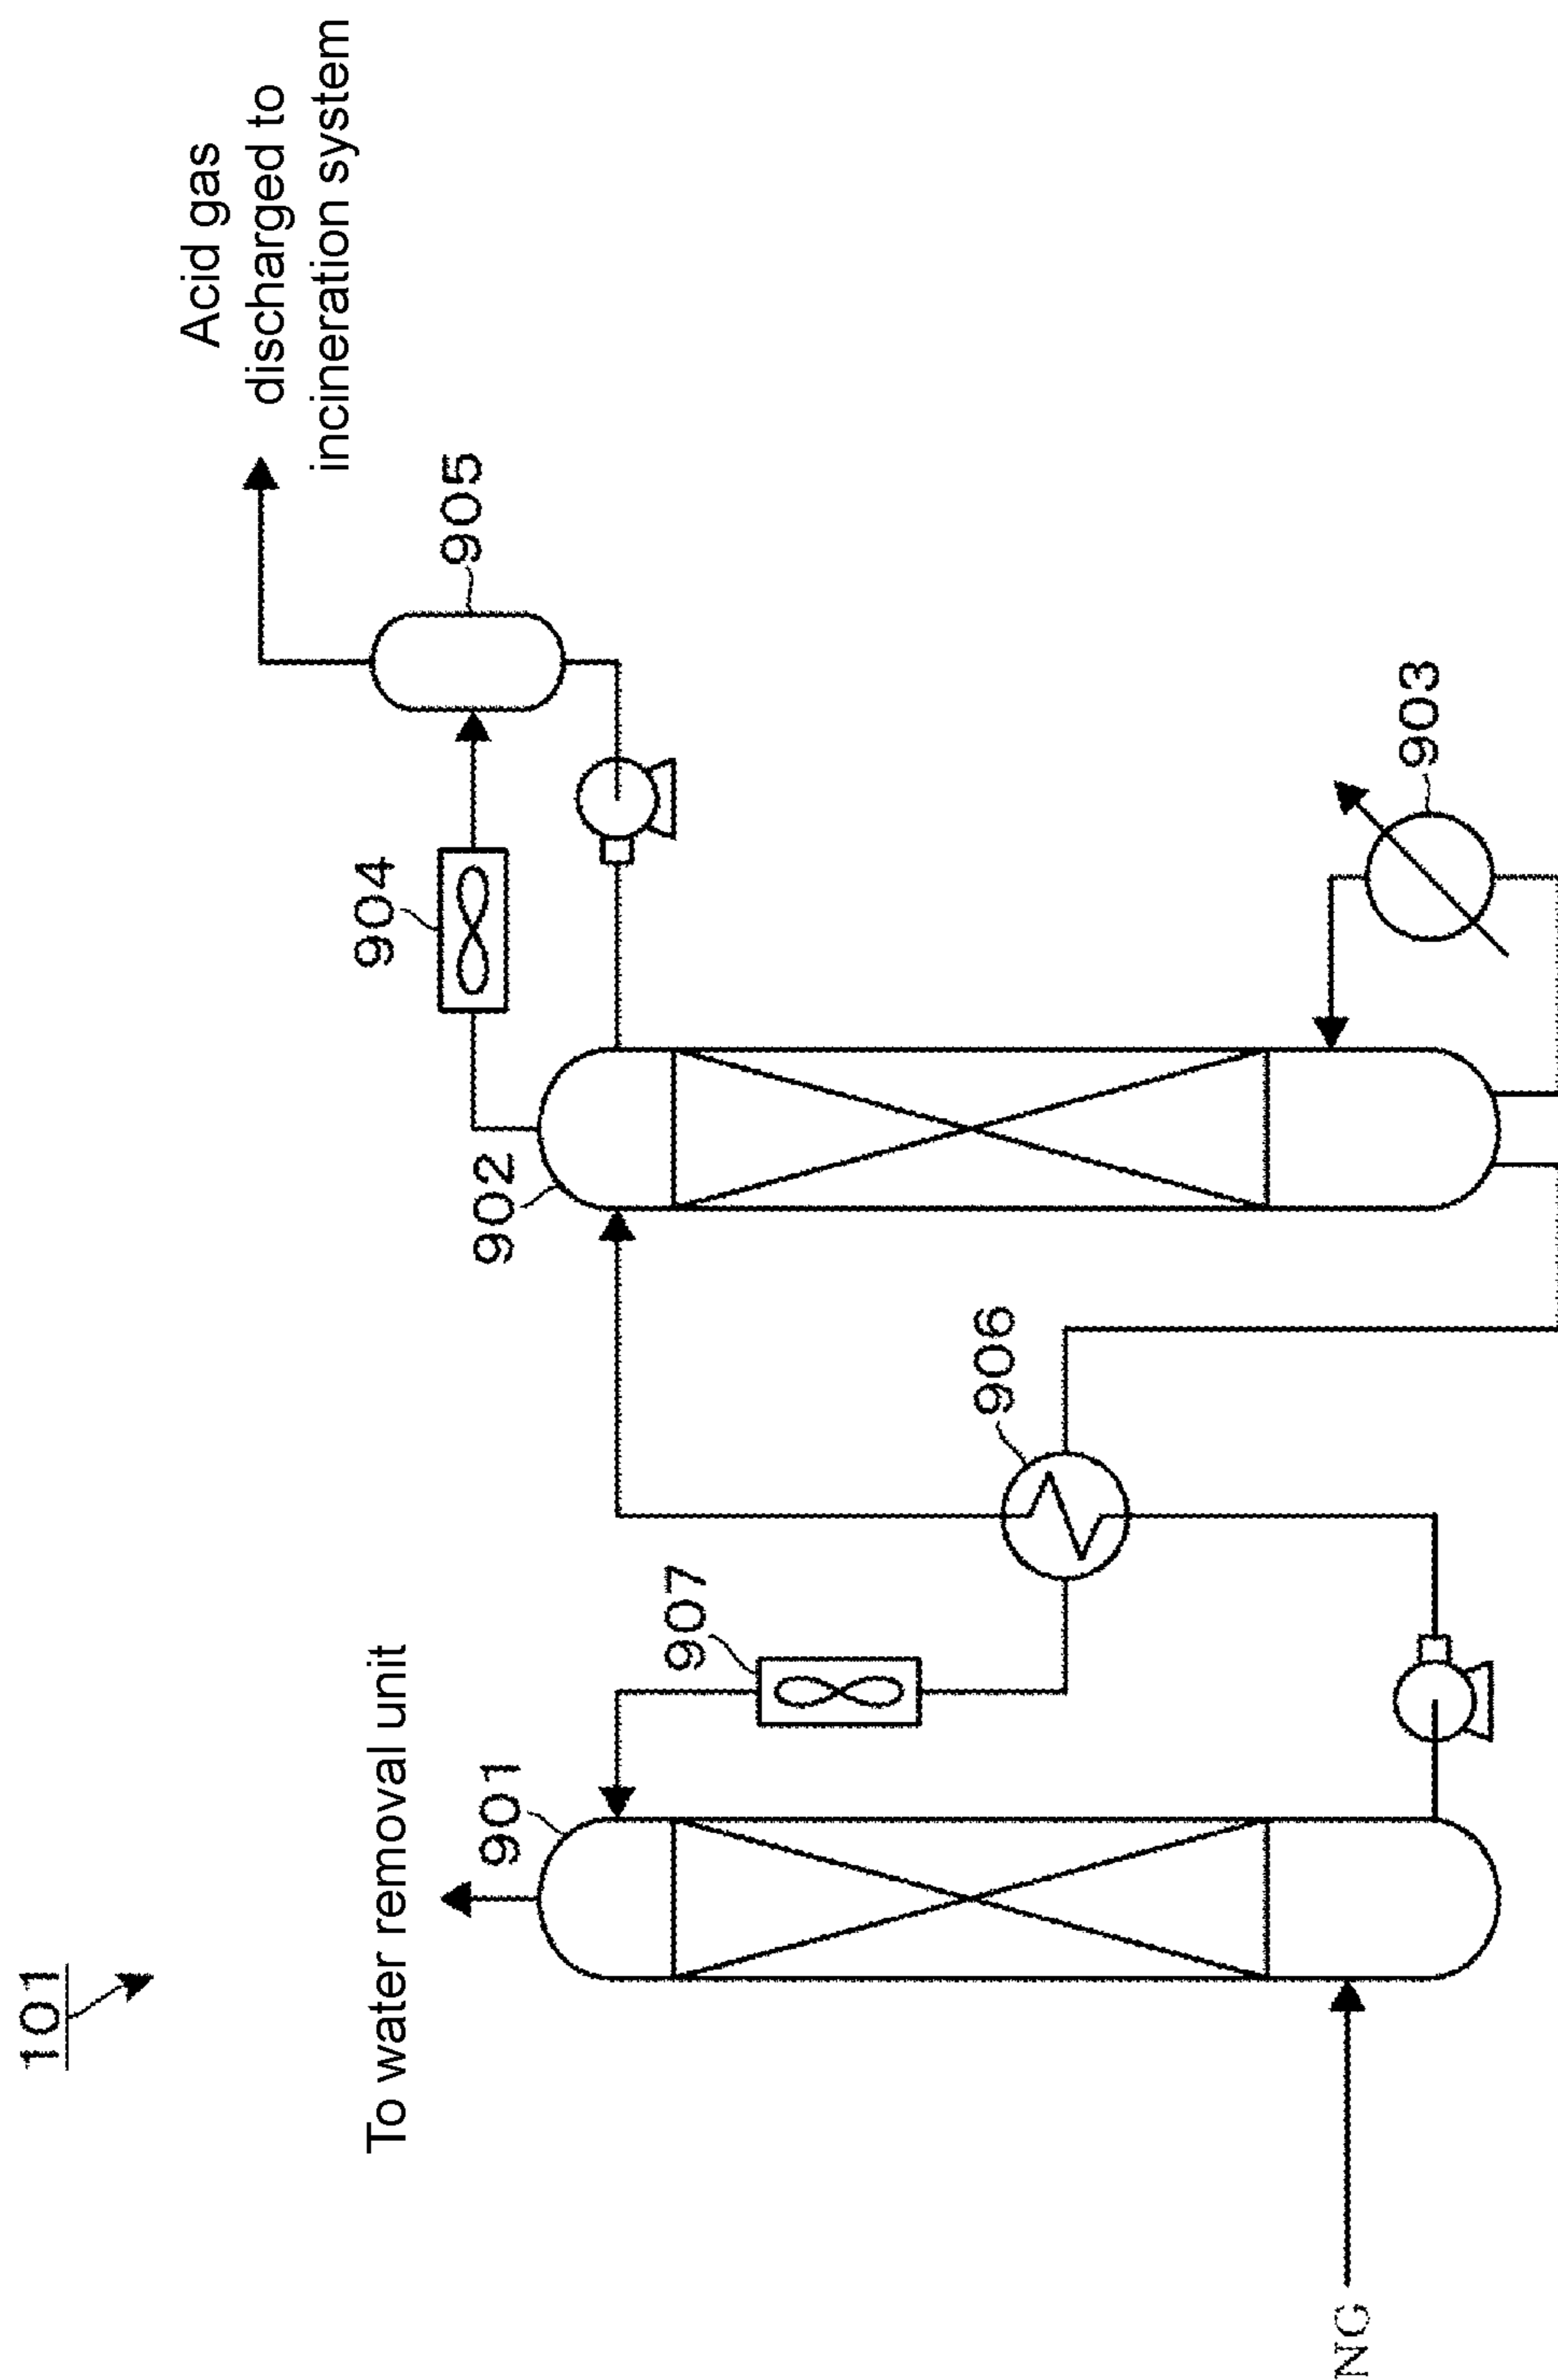 101
Acid gas
discharged to
incineration system
To water removal unit
901
907
906
902
904
905
903
NG